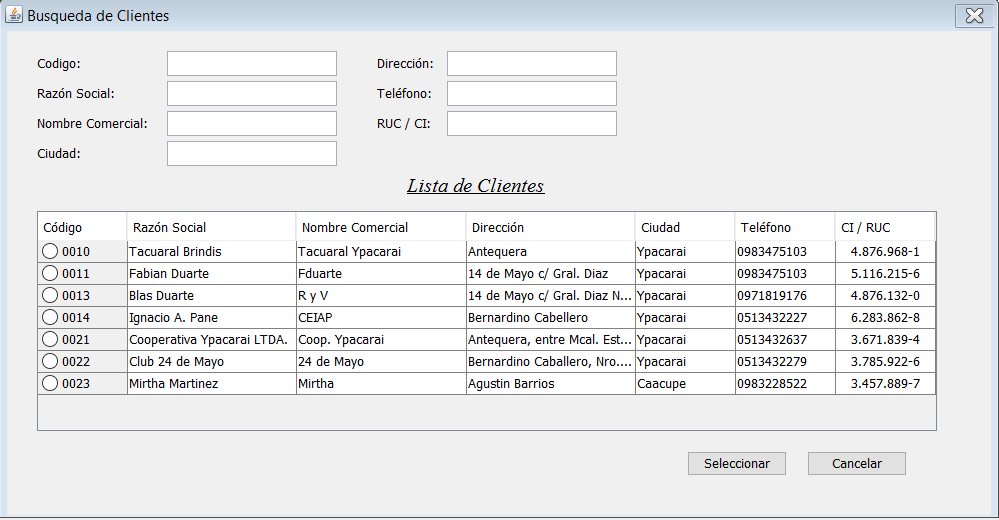 Busqueda de Clientes
Codigo: Dirección:
Razón Social: Teléfono:
Nombre Comercial: RUC / CI:
Ciudad:
Lista de Clientes
Código Razón Social Nombre Comercial Dirección Ciudad Teléfono CI / RUC
0010 Tacuaral Brindis Tacuaral Ypacarai Antequera Ypacarai 0983475103 4.876.968-1
0011 Fabian Duarte Fduarte 14 de Mayo c/ Gral. Diaz Ypacarai 0983475103 5.116.215-6
0013 Blas Duarte R y V 14 de Mayo c/ Gral. Diaz N... Ypacarai 0971819176 4.876.132-0
0014 Ignacio A. Pane CEIAP Bernardino Cabellero Ypacarai 0513432227 6.283.862-8
0021 Cooperativa Ypacarai LTDA. Coop. Ypacarai Antequera, entre Mcal. Est... Ypacarai 0513432637 3.671.839-4
0022 Club 24 de Mayo 24 de Mayo Bernardino Caballero, Nro.... Ypacarai 0513432279 3.785.922-6
0023 Mirtha Martinez Mirtha Agustin Barrios Caacupe 0983228522 3.457.889-7
Seleccionar Cancelar